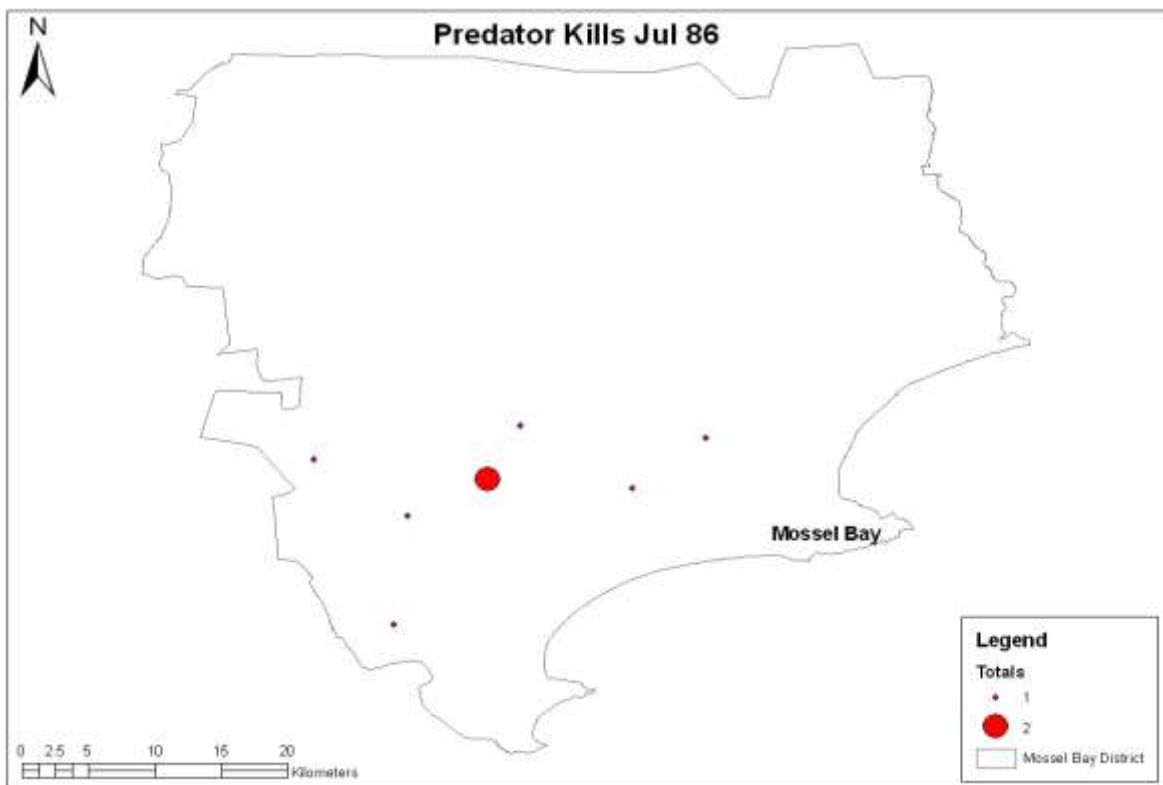 Predator Kills Jul 86
N
Mossel Bay
Legend
Totals
1
2
Mossel Bay District
0 2.5 5 10 15 20
Kilometers